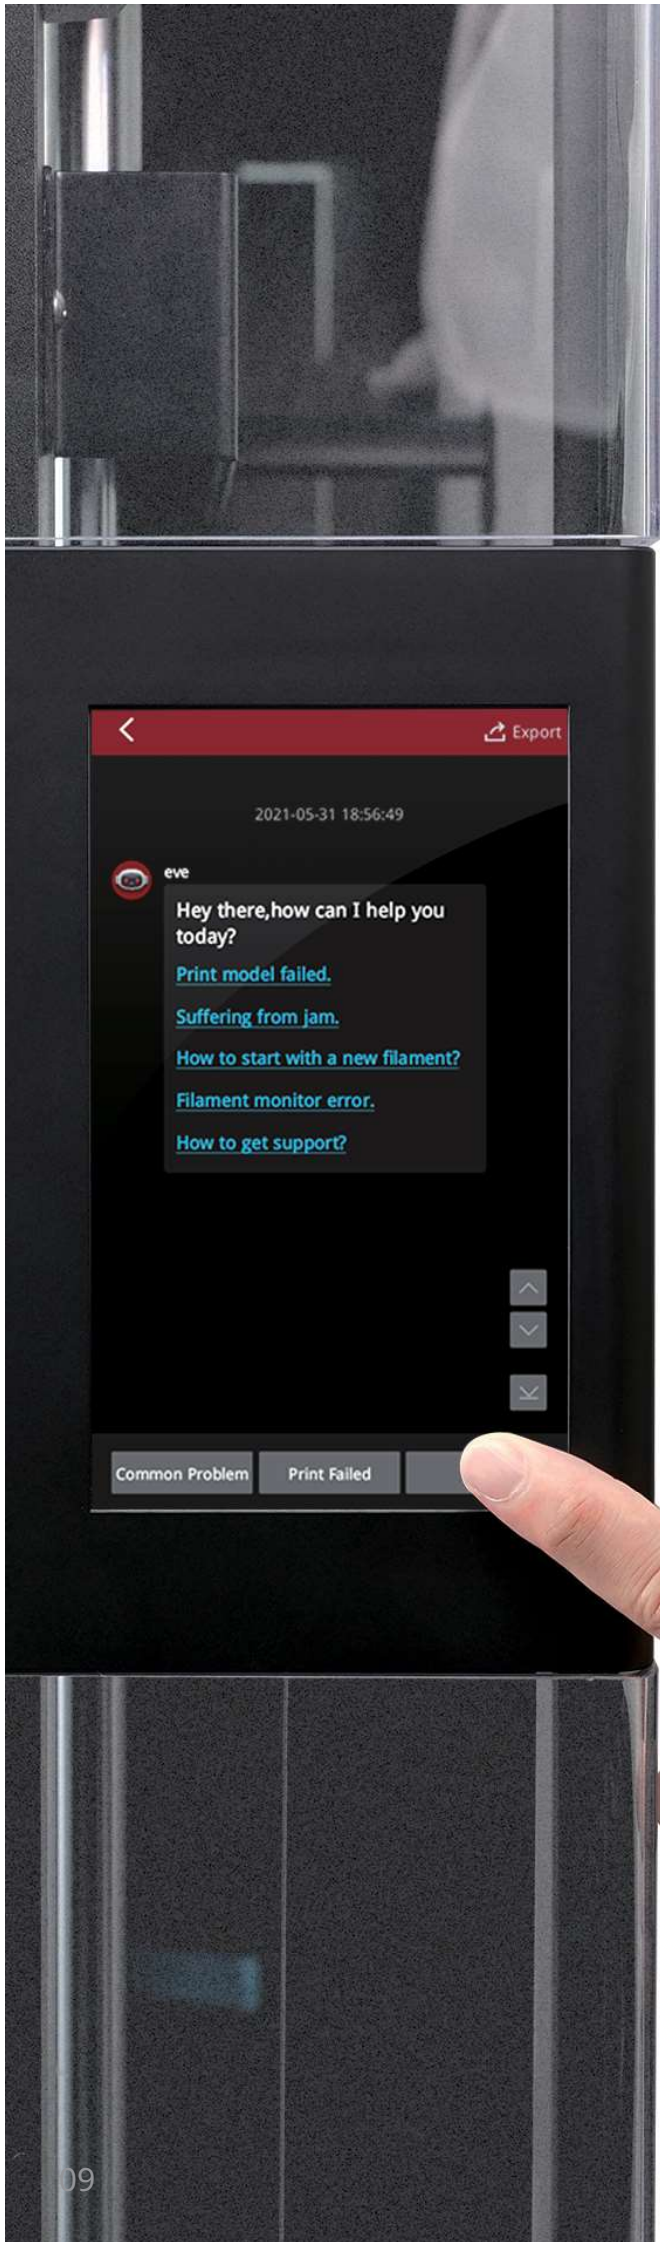 Export
2021-05-31 18:56:49
eve
Hey there,how can I help you
today?
Print model failed.
Suffering from jam.
How to start with a new filament?
Filament monitor error.
How to get support?
Common Problem
Print Failed
09